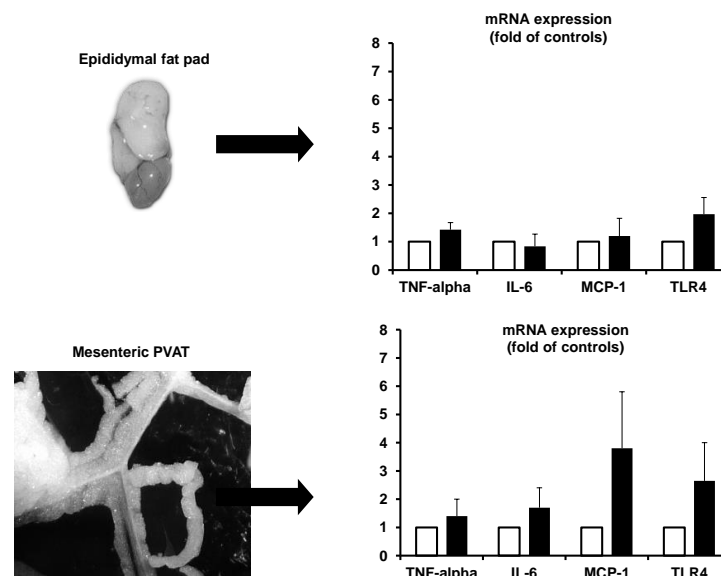 mRNA expression
(fold of controls)
Epididymal fat pad
8
7
6
5
4
3
2
1
0
TNF-alpha IL-6 MCP-1 TLR4
Mesenteric PVAT
mRNA expression
(fold of controls)
8
7
6
5
4
3
2
1
0
TNF-alpha IL-6 MCP-1 TLR4